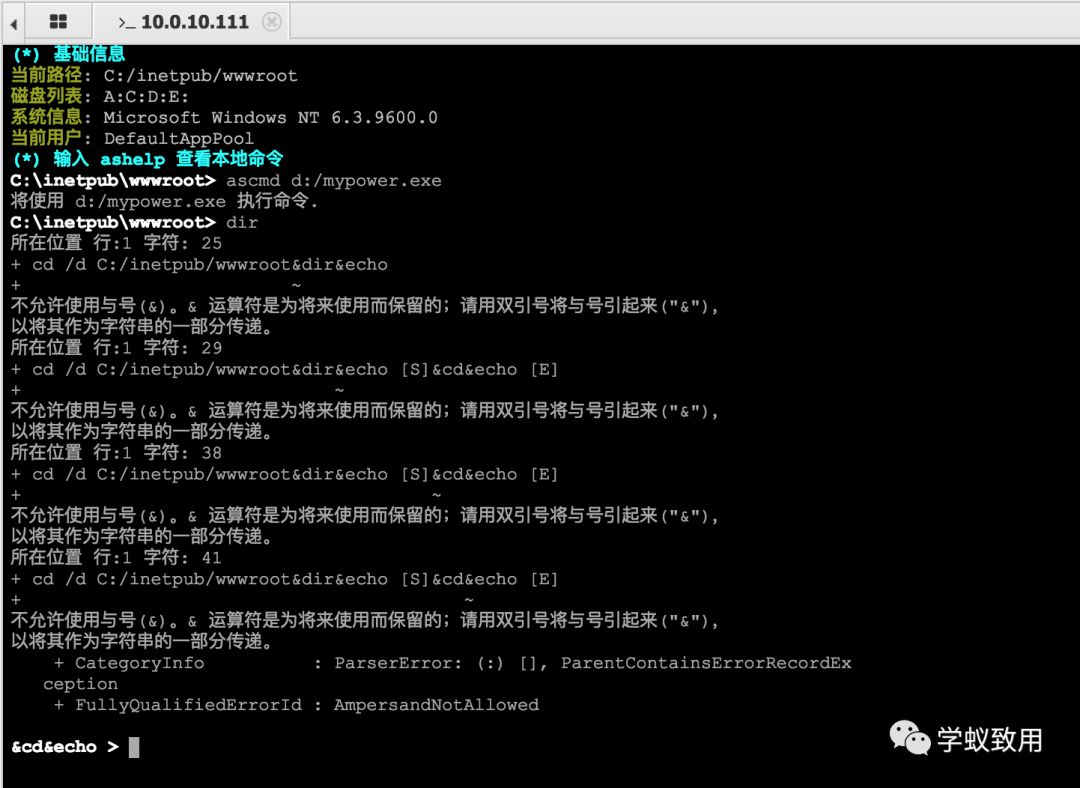 >_ 10.0.10.111
(*) 基础信息
当前路径: C:/inetpub/wwwroot
磁盘列表: A:C:D:E:
系统信息: Microsoft Windows NT 6.3.9600.0
当前用户: DefaultAppPool
(*) 输入 ashelp 查看本地命令
C:\inetpub\wwwroot> ascmd d:/mypower.exe
将使用 d:/mypower.exe 执行命令.
C:\inetpub\wwwroot> dir
所在位置 行:1 字符: 25
+ cd /d C:/inetpub/wwwroot&dir&echo
+                         ~
不允许使用与号(&)。& 运算符是为将来使用而保留的；请用双引号将与号引起来("&"),
以将其作为字符串的一部分传递。
所在位置 行:1 字符: 29
+ cd /d C:/inetpub/wwwroot&dir&echo [S]&cd&echo [E]
+                             ~
不允许使用与号(&)。& 运算符是为将来使用而保留的；请用双引号将与号引起来("&"),
以将其作为字符串的一部分传递。
所在位置 行:1 字符: 38
+ cd /d C:/inetpub/wwwroot&dir&echo [S]&cd&echo [E]
+                                      ~
不允许使用与号(&)。& 运算符是为将来使用而保留的；请用双引号将与号引起来("&"),
以将其作为字符串的一部分传递。
所在位置 行:1 字符: 41
+ cd /d C:/inetpub/wwwroot&dir&echo [S]&cd&echo [E]
+                                         ~
不允许使用与号(&)。& 运算符是为将来使用而保留的；请用双引号将与号引起来("&"),
以将其作为字符串的一部分传递。
    + CategoryInfo          : ParserError: (:) [], ParentContainsErrorRecordEx
   ception
    + FullyQualifiedErrorId : AmpersandNotAllowed
&cd&echo >
学蚁致用